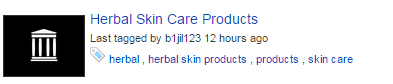 Herbal Skin Care Products
Last tagged by b1jil123 12 hours ago
herbal , herbal skin products , products , skin care